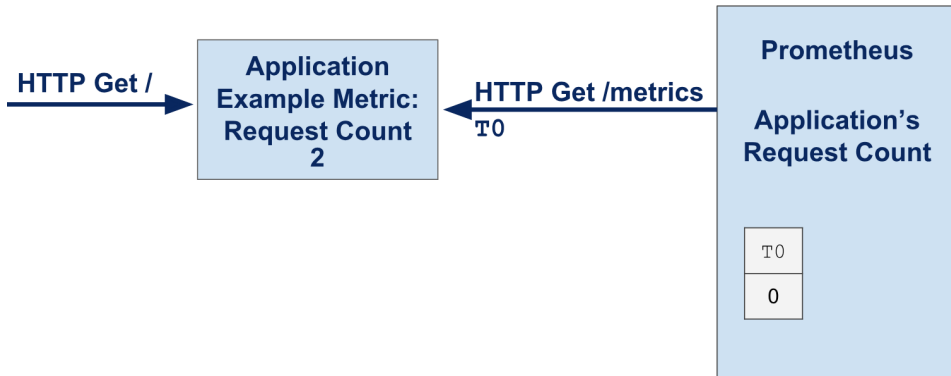 HTTP Get /
Application
Example Metric:
Request Count
2
HTTP Get /metrics
T0
Prometheus
Application's
Request Count
T0
0